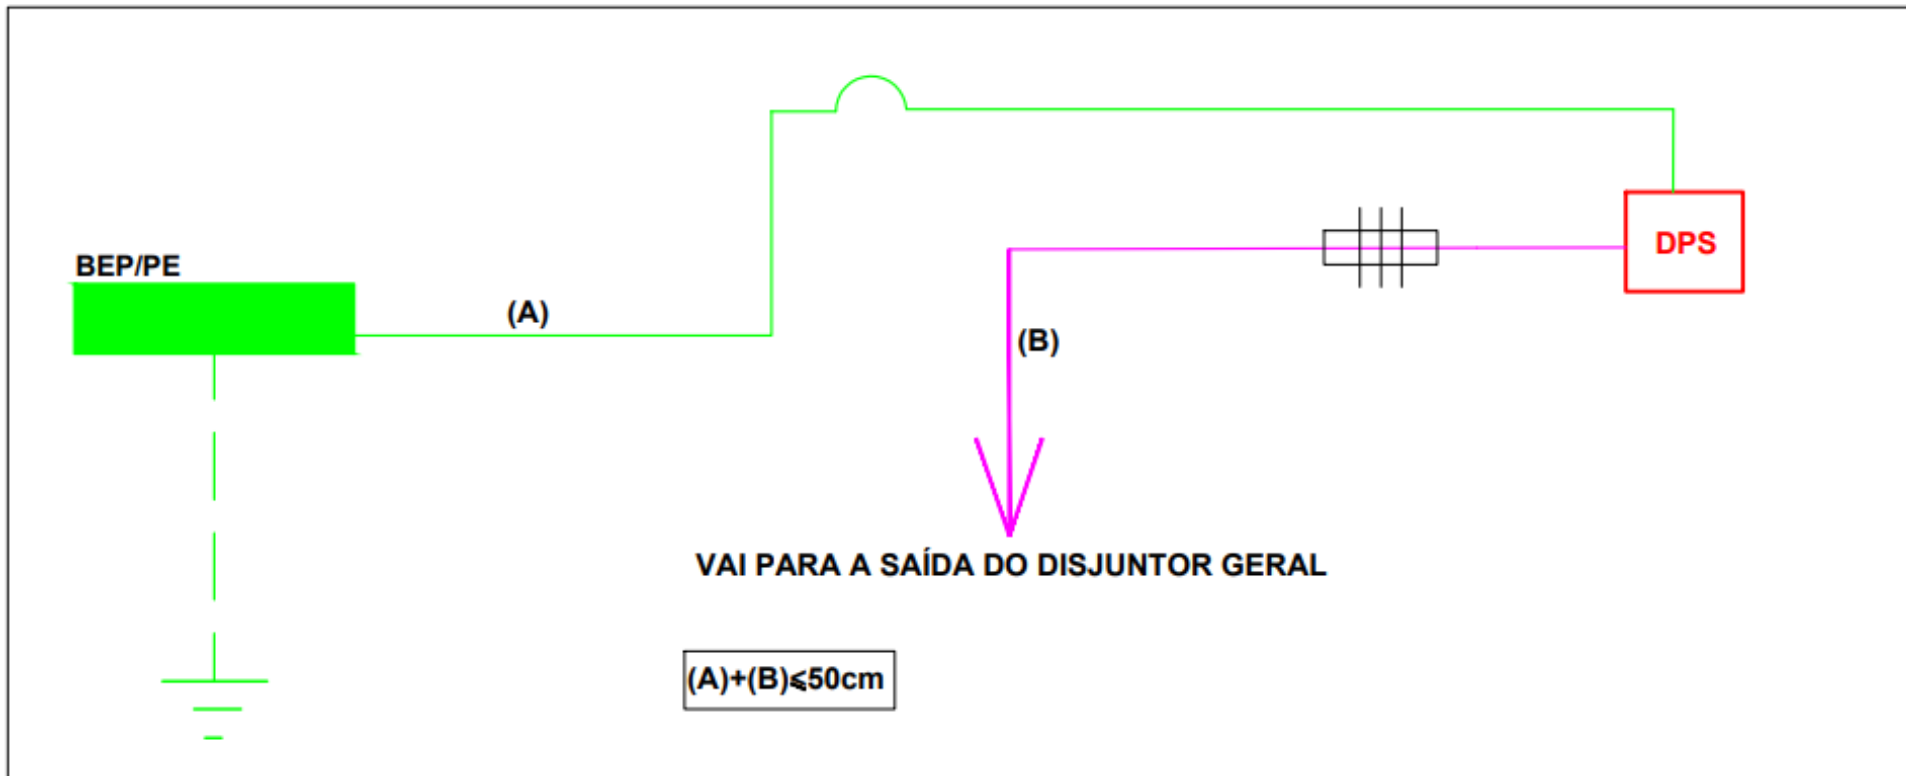 BEP/PE
(A)
DPS
(B)
VAI PARA A SAÍDA DO DISJUNTOR GERAL
(A)+(B)⩽50cm